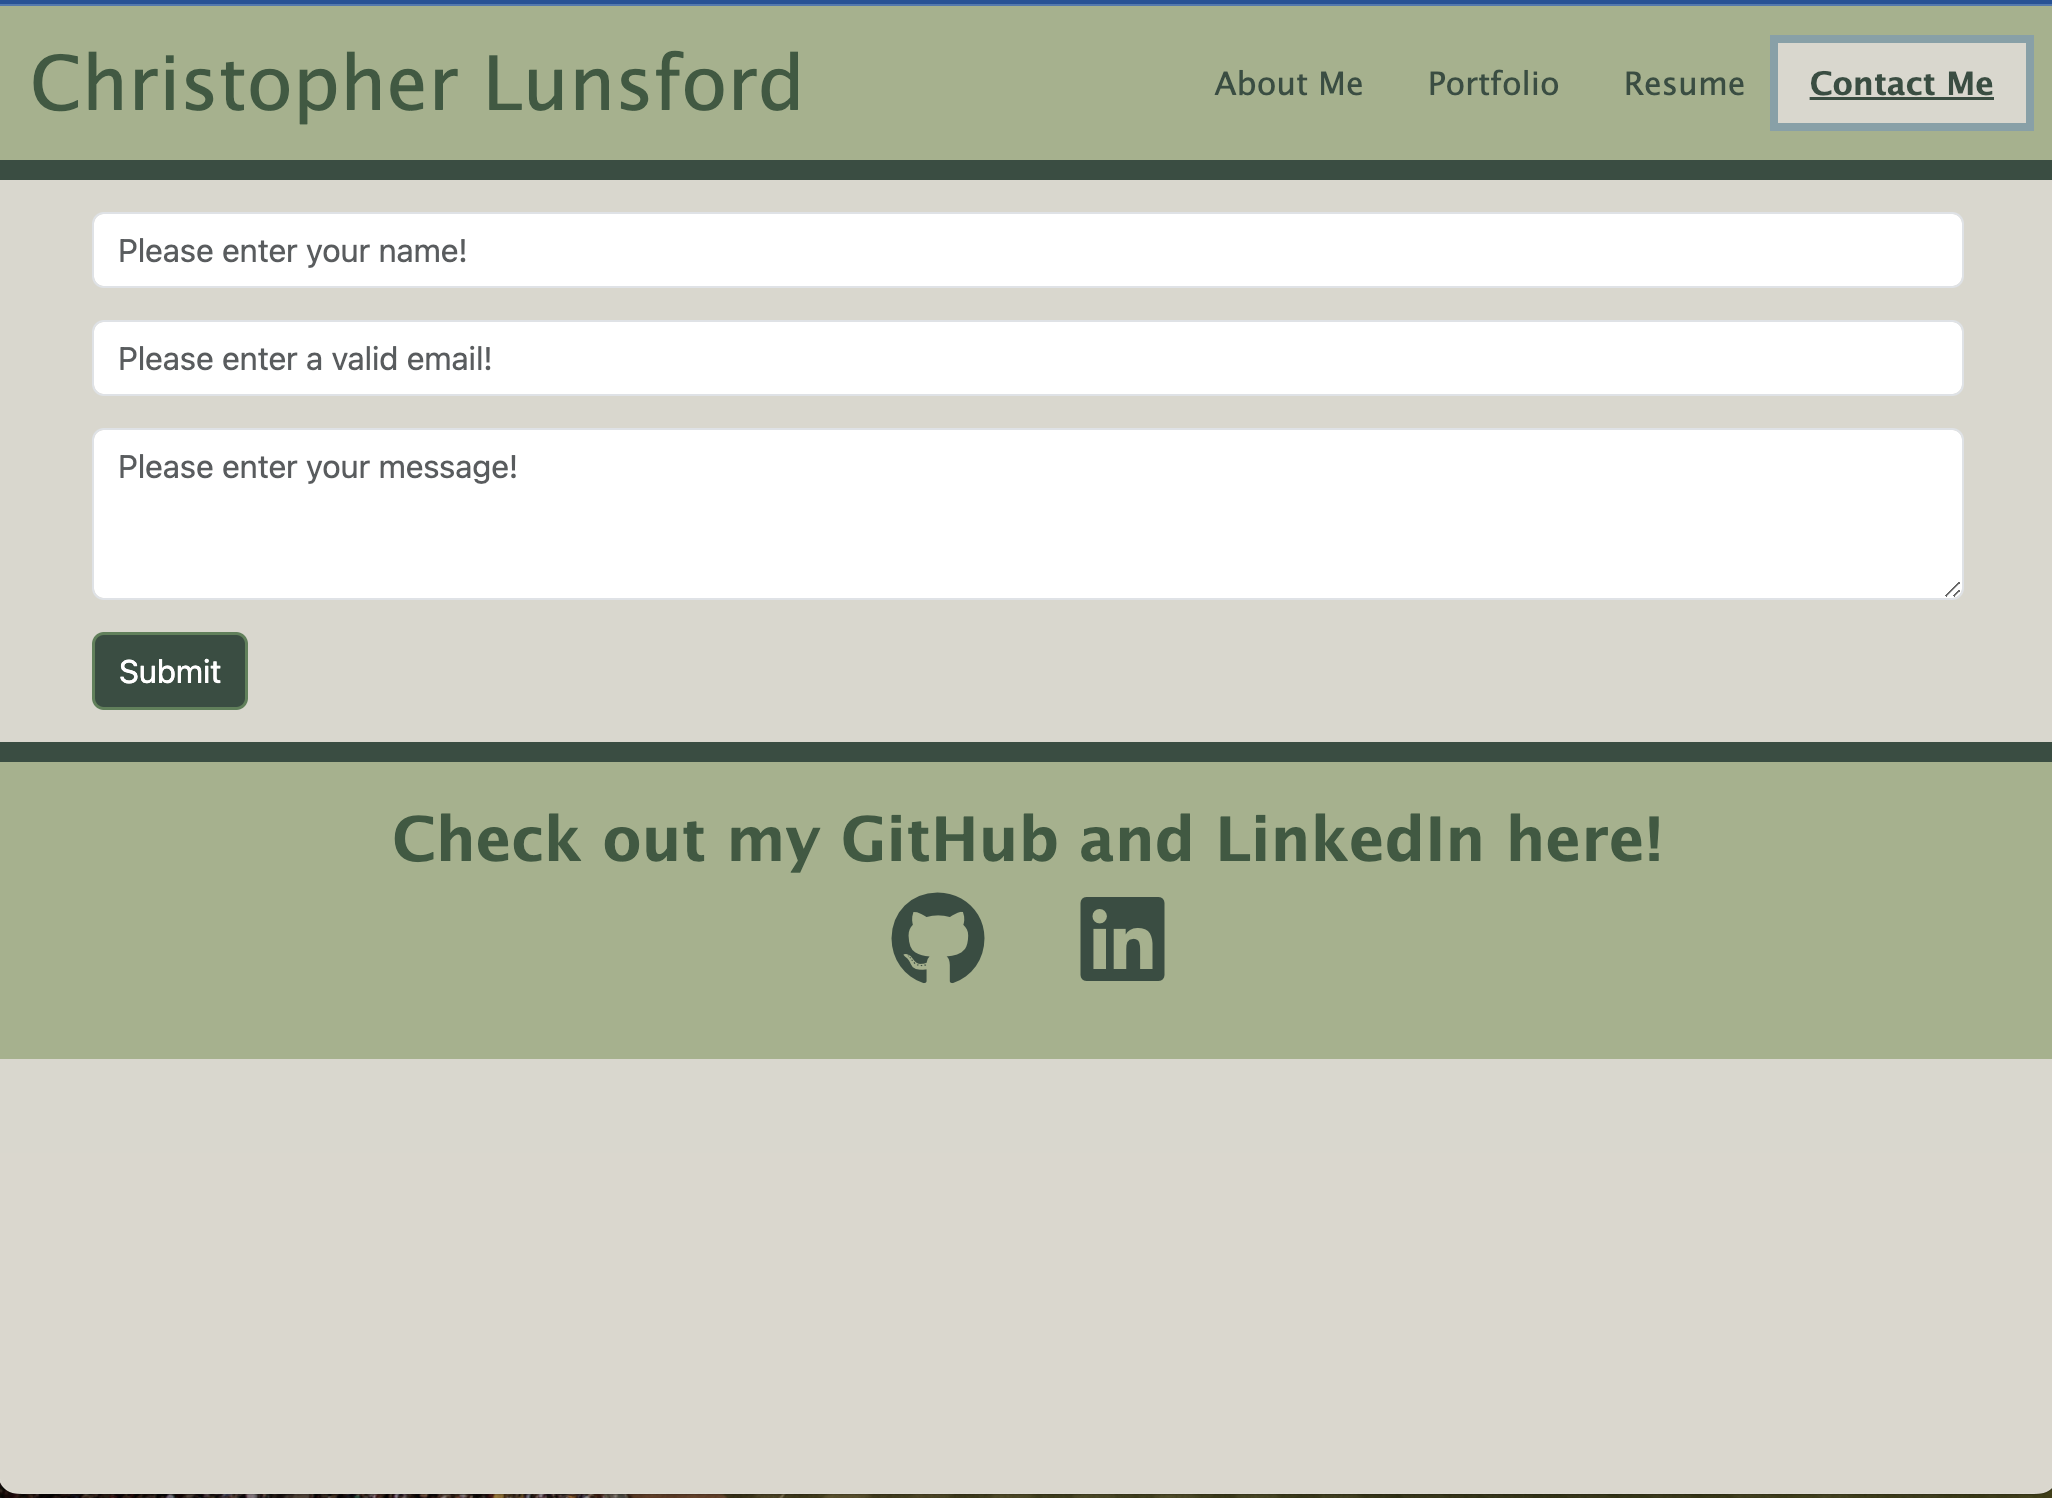 Christopher Lunsford
About Me Portfolio Resume Contact Me
Please enter your name!
Please enter a valid email!
Please enter your message!
Submit
Check out my GitHub and LinkedIn here!
in